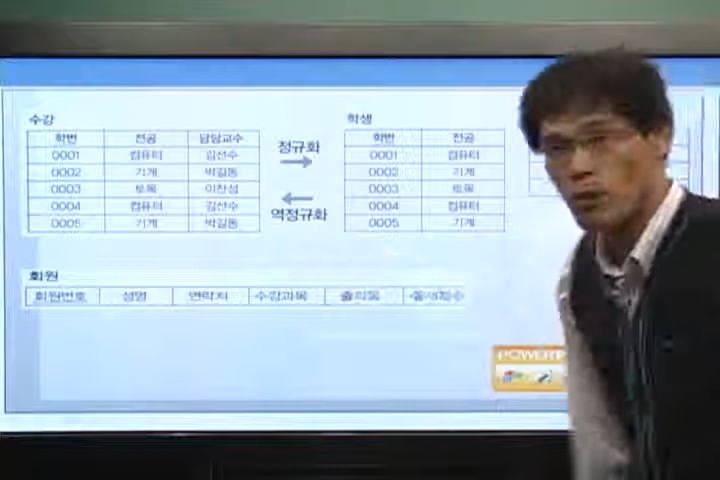 수강
학번 전공 담당교수
0001 컴퓨터 김선수
0002 기계 박길동
0003 토목 이찬성
0004 컴퓨터 김선수
0005 기계 박길동
정규화
역정규화
학생
학번 전공
0001 컴퓨터
0002 기계
0003 토목
0004 컴퓨터
0005 기계
회원
회원번호 성명 연락처 수강과목
POWERP